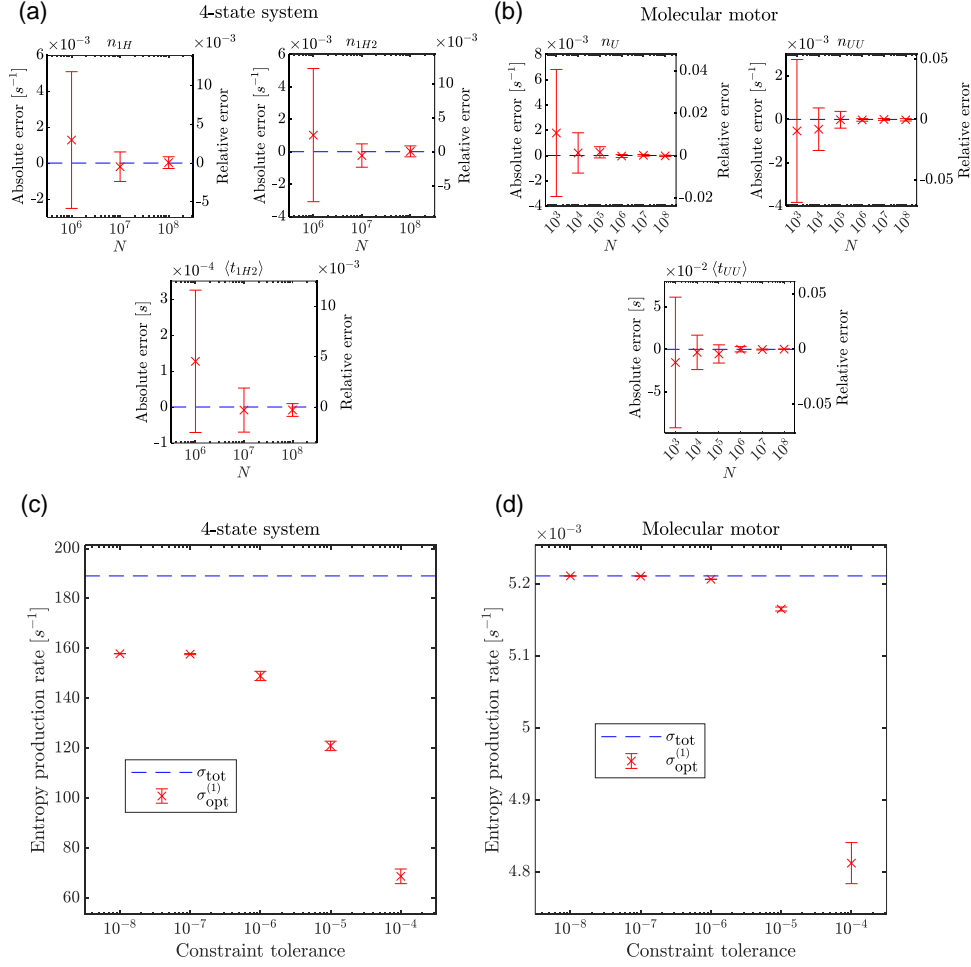 (a)
4-state system
×10⁻³
n₁H
×10⁻³
6
4
2
0
-2
10
5
0
-5
Absolute error [s⁻¹]
Relative error
10⁶
10⁷
10⁸
N
×10⁻³
n₁H₂
×10⁻³
6
4
2
0
-2
-4
10
5
0
-5
Absolute error [s⁻¹]
Relative error
10⁶
10⁷
10⁸
N
×10⁻⁴
⟨t₁H₂⟩
×10⁻³
3
2
1
0
-1
10
5
0
Absolute error [s]
Relative error
10⁶
10⁷
10⁸
N
(b)
Molecular motor
×10⁻³
n_U
8
6
4
2
0
-2
-4
0.04
0.02
0
-0.02
Absolute error [s⁻¹]
Relative error
10³
10⁴
10⁵
10⁶
10⁷
10⁸
N
×10⁻³
n_UU
2
0
-2
-4
0.05
0
-0.05
Absolute error [s⁻¹]
Relative error
10³
10⁴
10⁵
10⁶
10⁷
10⁸
N
×10⁻²
⟨t_UU⟩
5
0
-5
0.05
0
-0.05
Absolute error [s]
Relative error
10³
10⁴
10⁵
10⁶
10⁷
10⁸
N
(c)
4-state system
200
180
160
140
120
100
80
60
Entropy production rate [s⁻¹]
σ_tot
σ_opt^(1)
10⁻⁸
10⁻⁷
10⁻⁶
10⁻⁵
10⁻⁴
Constraint tolerance
(d)
Molecular motor
×10⁻³
5.2
5.1
5
4.9
4.8
Entropy production rate [s⁻¹]
σ_tot
σ_opt^(1)
10⁻⁸
10⁻⁷
10⁻⁶
10⁻⁵
10⁻⁴
Constraint tolerance